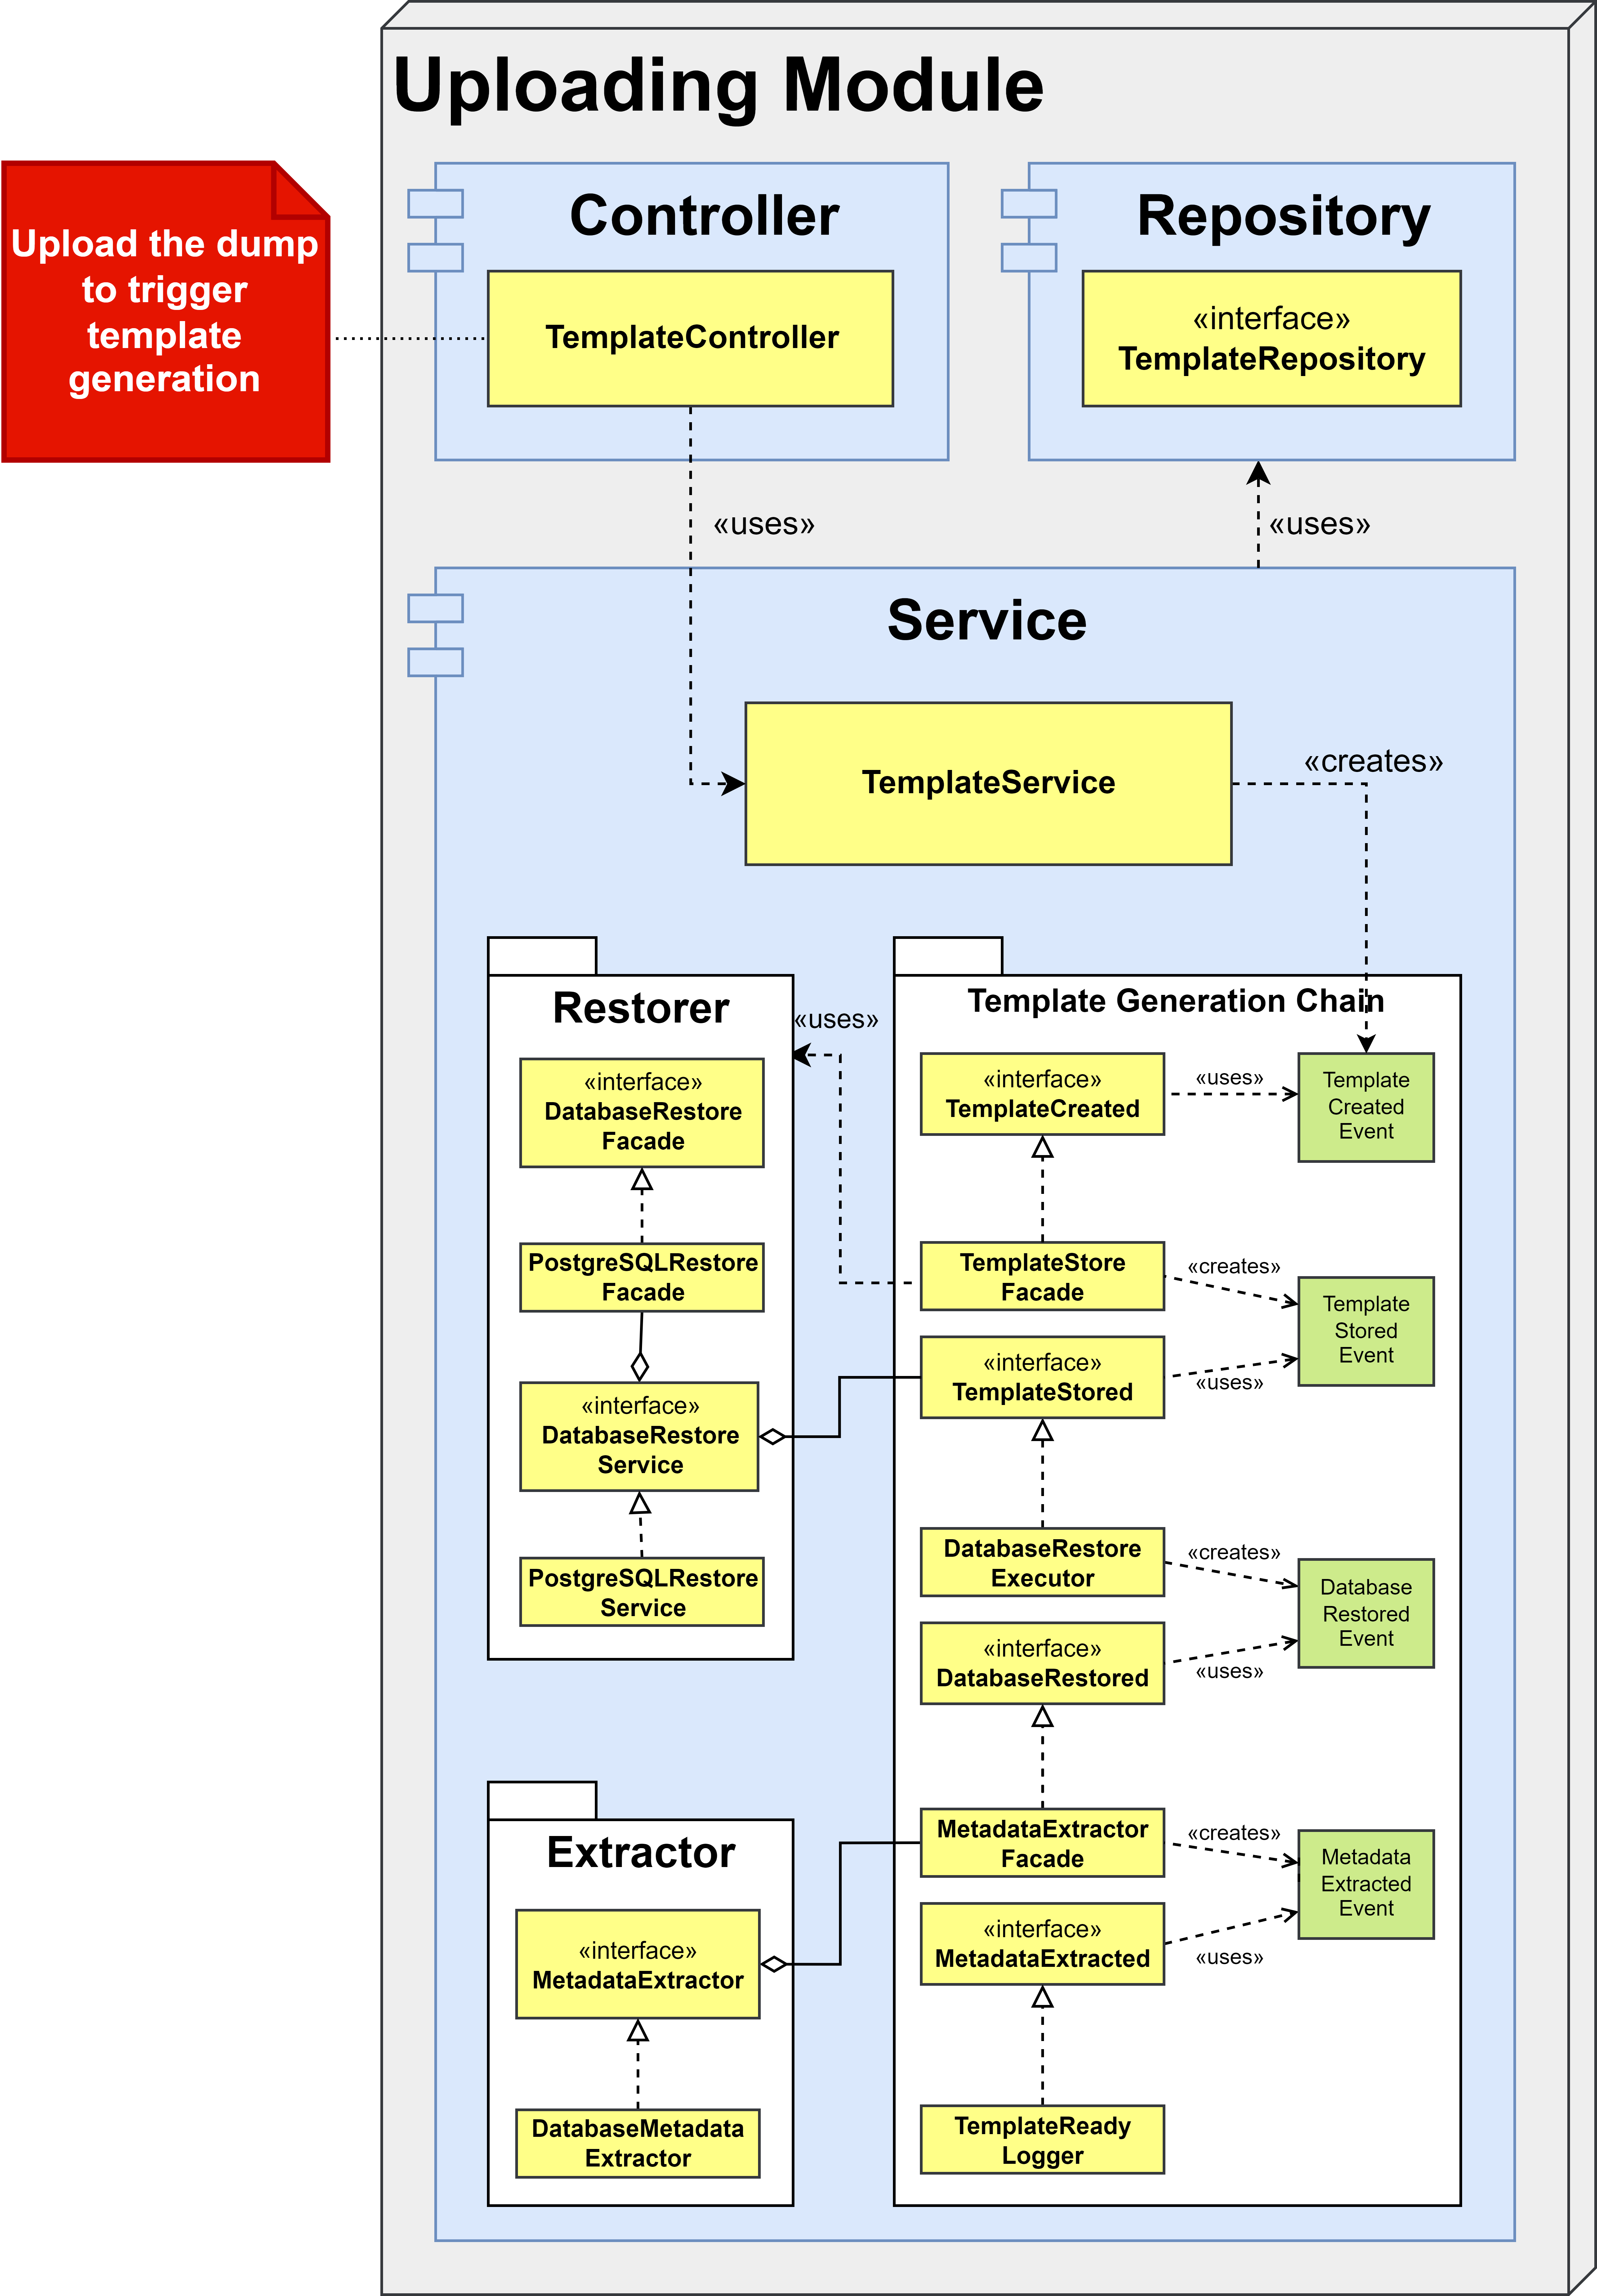 Uploading Module
Upload the dump
to trigger
template
generation
Controller
TemplateController
Repository
«interface»
TemplateRepository
«uses»
«uses»
Service
TemplateService
«creates»
Restorer
«interface»
DatabaseRestore
Facade
PostgreSQLRestore
Facade
«interface»
DatabaseRestore
Service
PostgreSQLRestore
Service
«uses»
Template Generation Chain
«interface»
TemplateCreated
«uses»
Template
Created
Event
TemplateStore
Facade
«creates»
Template
Stored
Event
«interface»
TemplateStored
«uses»
DatabaseRestore
Executor
«creates»
Database
Restored
Event
«interface»
DatabaseRestored
«uses»
MetadataExtractor
Facade
«creates»
Metadata
Extracted
Event
«interface»
MetadataExtracted
«uses»
TemplateReady
Logger
Extractor
«interface»
MetadataExtractor
DatabaseMetadata
Extractor